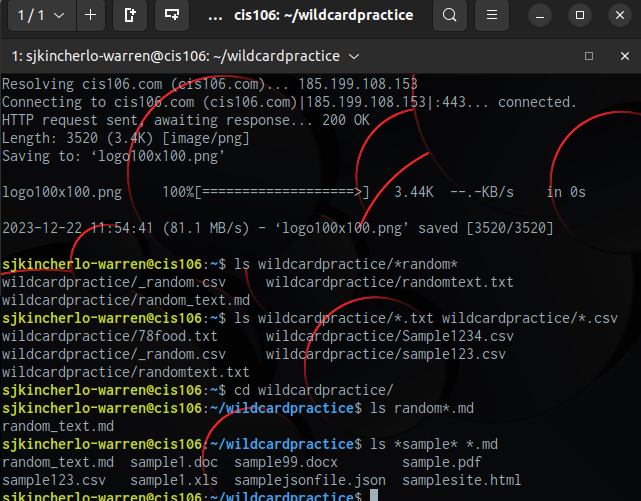 1 / 1
+
... cis106: ~/wildcardpractice
1: sjkincherlo-warren@cis106: ~/wildcardpractice
Resolving cis106.com (cis106.com)... 185.199.108.153
Connecting to cis106.com (cis106.com)|185.199.108.153|:443... connected.
HTTP request sent, awaiting response... 200 OK
Length: 3520 (3.4K) [image/png]
Saving to: ‘logo100x100.png’
logo100x100.png     100%[===================>]   3.44K  --.-KB/s    in 0s
2023-12-22 11:54:41 (81.1 MB/s) - ‘logo100x100.png’ saved [3520/3520]
sjkincherlo-warren@cis106:~$ ls wildcardpractice/*random*
wildcardpractice/_random.csv     wildcardpractice/randomtext.txt
wildcardpractice/random_text.md
sjkincherlo-warren@cis106:~$ ls wildcardpractice/*.txt wildcardpractice/*.csv
wildcardpractice/78food.txt      wildcardpractice/Sample1234.csv
wildcardpractice/_random.csv     wildcardpractice/sample123.csv
wildcardpractice/randomtext.txt
sjkincherlo-warren@cis106:~$ cd wildcardpractice/
sjkincherlo-warren@cis106:~/wildcardpractice$ ls random*.md
random_text.md
sjkincherlo-warren@cis106:~/wildcardpractice$ ls *sample* *.md
random_text.md  sample1.doc  sample99.docx        sample.pdf
sample123.csv   sample1.xls  samplejsonfile.json  samplesite.html
sjkincherlo-warren@cis106:~/wildcardpractice$